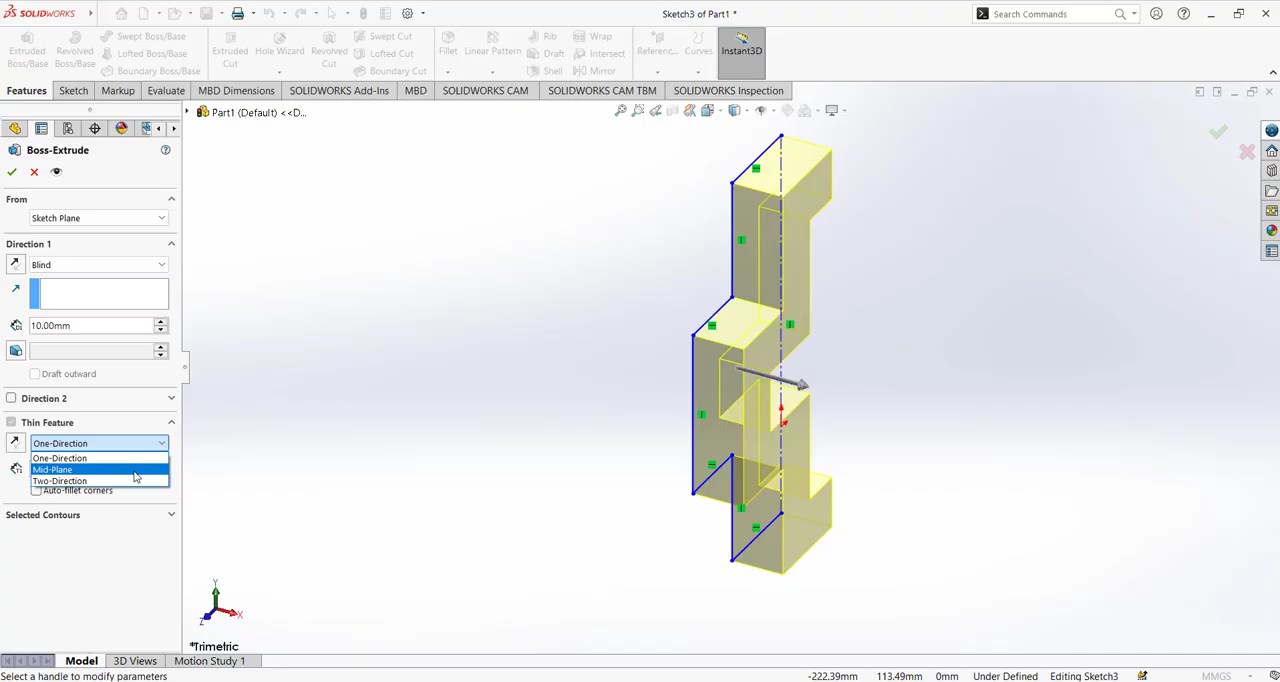 SOLIDWORKS
Sketch3 of Part1 *
Search Commands
Extruded Boss/Base
Revolved Boss/Base
Swept Boss/Base
Lofted Boss/Base
Boundary Boss/Base
Extruded Cut
Hole Wizard
Revolved Cut
Swept Cut
Lofted Cut
Boundary Cut
Fillet
Linear Pattern
Rib
Draft
Shell
Wrap
Intersect
Mirror
Referenc...
Curves
Instant3D
Features
Sketch
Markup
Evaluate
MBD Dimensions
SOLIDWORKS Add-Ins
MBD
SOLIDWORKS CAM
SOLIDWORKS CAM TBM
SOLIDWORKS Inspection
Part1 (Default) <<D...
Boss-Extrude
From
Sketch Plane
Direction 1
Blind
10.00mm
Draft outward
Direction 2
Thin Feature
One-Direction
One-Direction
Mid-Plane
Two-Direction
Auto-fillet corners
Selected Contours
Y
X
Z
*Trimetric
Model
3D Views
Motion Study 1
Select a handle to modify parameters
-222.39mm
113.49mm
0mm
Under Defined
Editing Sketch3
MMGS